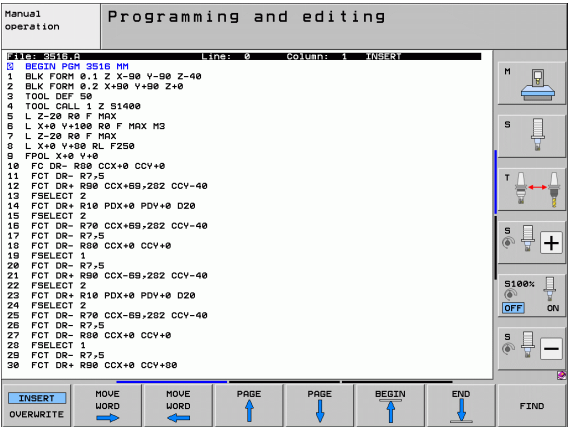 Manual operation
Programming and editing
File: 3516.A Line: 0 Column: 1 INSERT
0 BEGIN PGM 3516 MM
1 BLK FORM 0.1 Z X-90 Y-90 Z-40
2 BLK FORM 0.2 X+90 Y+90 Z+0
3 TOOL DEF 50
4 TOOL CALL 1 Z S1400
5 L Z-20 R0 F MAX
6 L X+0 Y+100 R0 F MAX M3
7 L Z-20 R0 F MAX
8 L X+0 Y+80 RL F250
9 FPOL X+0 Y+0
10 FC DR- R80 CCX+0 CCY+0
11 FCT DR- R7,5
12 FCT DR+ R90 CCX+69,282 CCY-40
13 FSELECT 2
14 FCT DR+ R10 PDX+0 PDY+0 D20
15 FSELECT 2
16 FCT DR- R70 CCX+69,282 CCY-40
17 FCT DR- R7,5
18 FCT DR- R80 CCX+0 CCY+0
19 FSELECT 1
20 FCT DR- R7,5
21 FCT DR+ R90 CCX-69,282 CCY-40
22 FSELECT 2
23 FCT DR+ R10 PDX+0 PDY+0 D20
24 FSELECT 2
25 FCT DR- R70 CCX-69,282 CCY-40
26 FCT DR- R7,5
27 FCT DR- R80 CCX+0 CCY+0
28 FSELECT 1
29 FCT DR- R7,5
30 FCT DR+ R90 CCX+0 CCY+80
M
S
T
S
S100%
OFF ON
S
INSERT
OVERWRITE
MOVE
WORD
MOVE
WORD
PAGE
PAGE
BEGIN
END
FIND